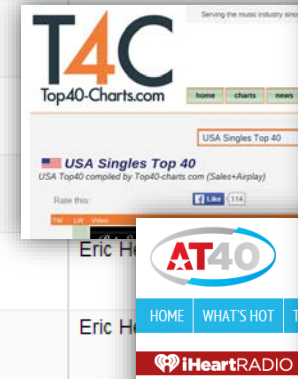 Serving the music industry sinc
T4C
Top40-Charts.com
home charts news
USA Singles Top 40
USA Singles Top 40
USA Top40 compiled by Top40-charts.com (Sales+Airplay)
Rate this:
Like 114
TW LW Video
Eric H
AT40
HOME WHAT'S HOT T
Eric H
iHeartRADIO